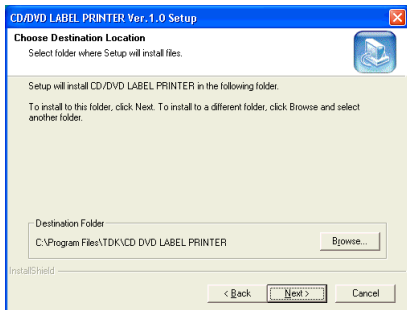 CD/DVD LABEL PRINTER Ver.1.0 Setup
Choose Destination Location
Select folder where Setup will install files.
Setup will install CD/DVD LABEL PRINTER in the following folder.
To install to this folder, click Next. To install to a different folder, click Browse and select
another folder.
Destination Folder
C:\Program Files\TDK\CD DVD LABEL PRINTER
Browse...
InstallShield
< Back
Next >
Cancel